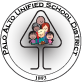 PALO ALTO UNIFIED SCHOOL DISTRICT
1893